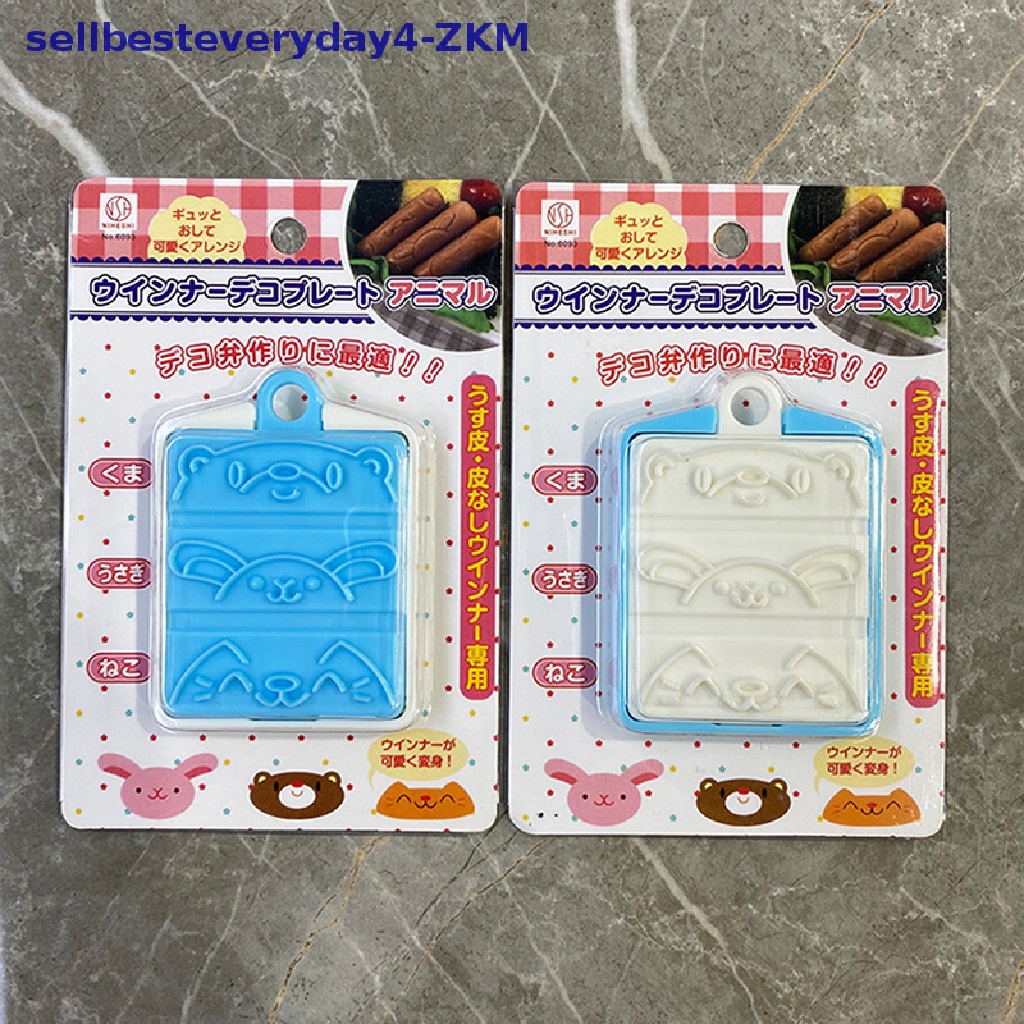 sellbesteveryday4-ZKM
NSH
NIHESHI
No.6093
ギュッと
おして
可愛くアレンジ
ウインナーデコプレート アニマル
デコ弁作りに最適!!
くま
うさぎ
ねこ
うす皮・皮なしウインナー専用
ウインナーが
可愛く変身!
NSH
NIHESHI
No.6093
ギュッと
おして
可愛くアレンジ
ウインナーデコプレート アニマル
デコ弁作りに最適!!
くま
うさぎ
ねこ
うす皮・皮なしウインナー専用
ウインナーが
可愛く変身!